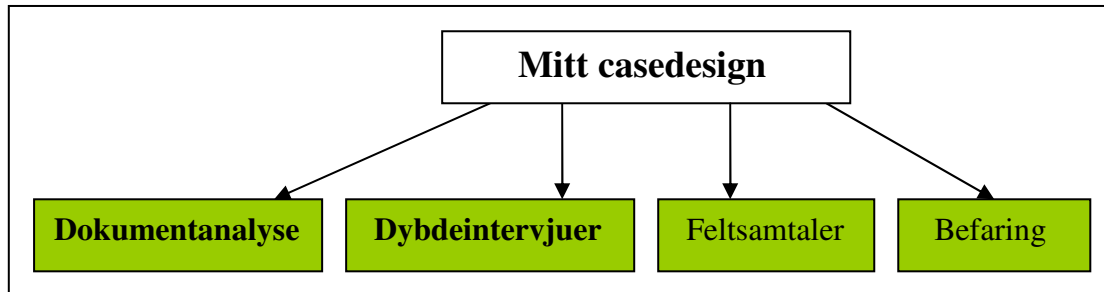 Mitt casedesign
Dokumentanalyse
Dybdeintervjuer
Feltsamtaler
Befaring